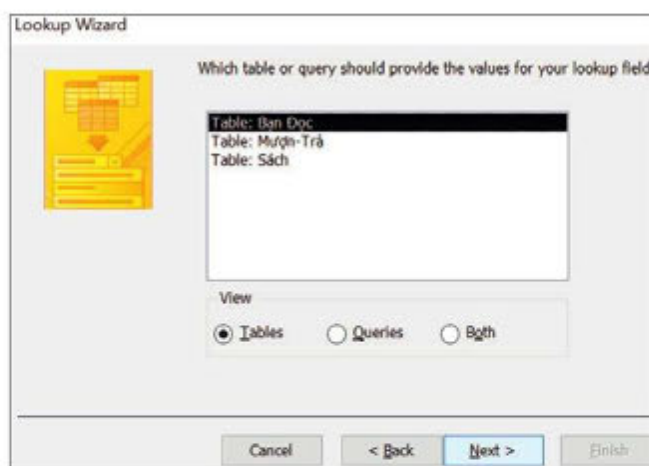 Lookup Wizard
Which table or query should provide the values for your lookup field
Table: Bạn Đọc
Table: Mượn-Trả
Table: Sách
View
Tables
Queries
Both
Cancel
< Back
Next >
Finish